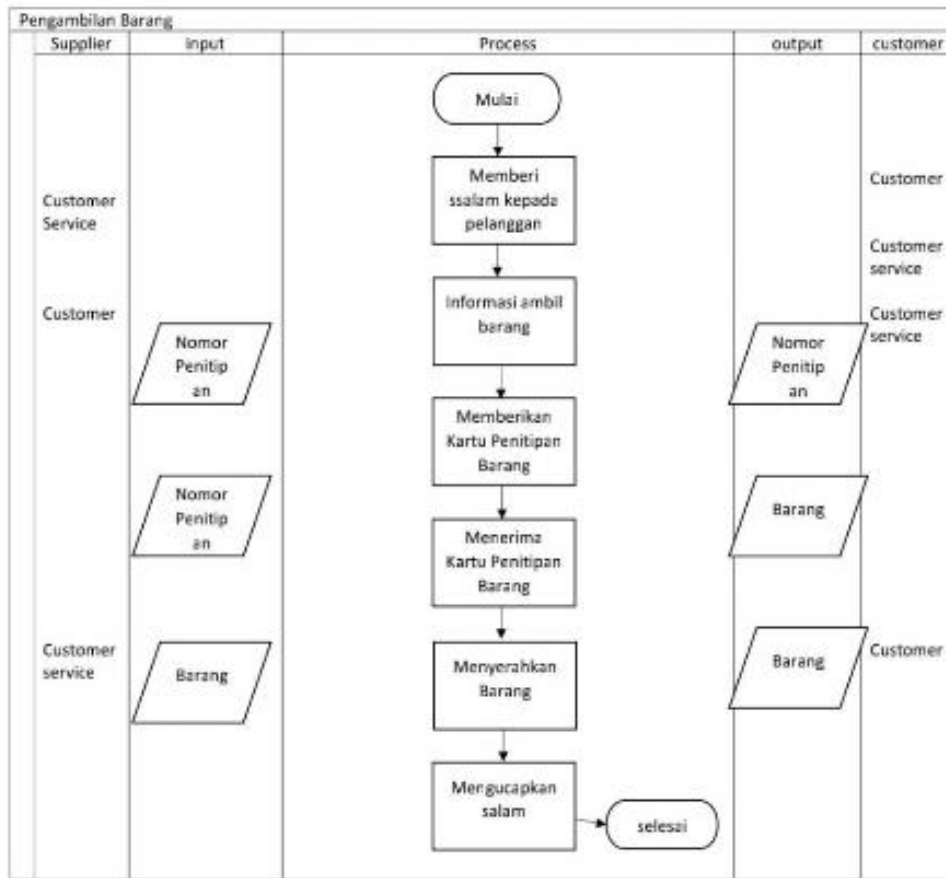 Pengambilan Barang
Supplier
input
Process
output
customer
Mulai
Memberi
ssalam kepada
pelanggan
Customer
Service
Customer
Customer
service
Informasi ambil
barang
Customer
Customer
service
Nomor
Penitip
an
Nomor
Penitip
an
Memberikan
Kartu Penitipan
Barang
Nomor
Penitip
an
Barang
Menerima
Kartu Penitipan
Barang
Customer
service
Barang
Menyerahkan
Barang
Barang
Customer
Mengucapkan
salam
selesai